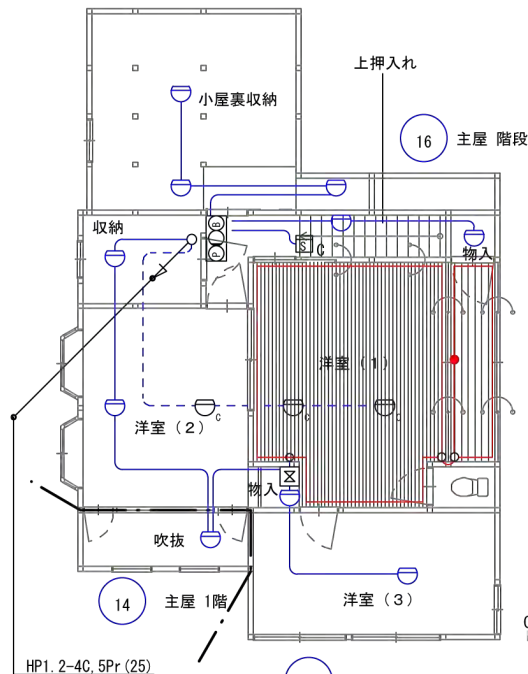 上押入れ
小屋裏収納
16 主屋 階段
収納
B
P
S C
物入
洋室(1)
C
C
C
洋室(2)
物入
吹抜
14 主屋 1階
洋室(3)
HP1.2-4C,5Pr(25)